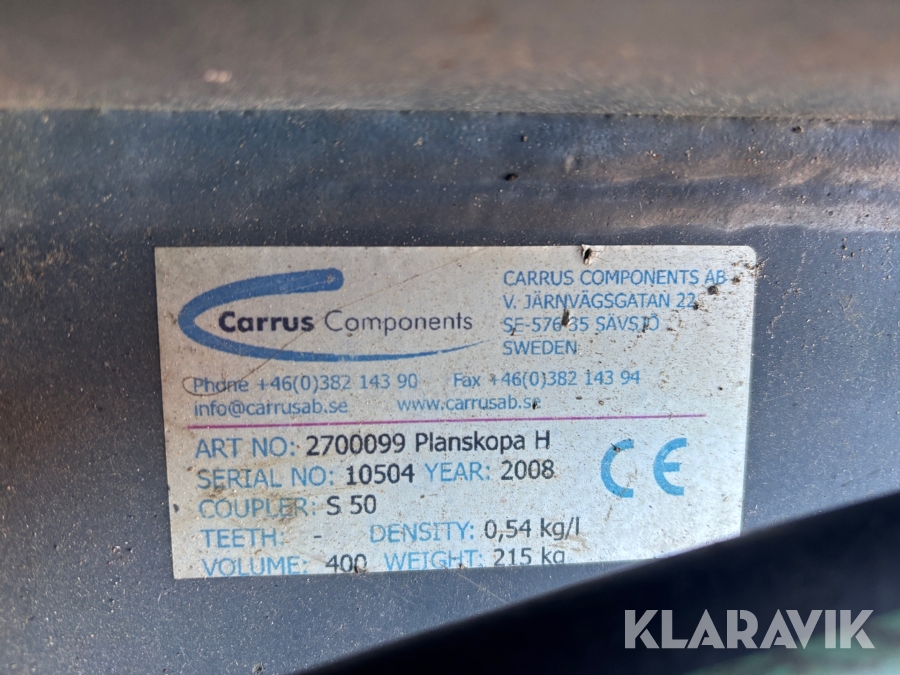 Carrus Components
CARRUS COMPONENTS AB
V. JÄRNVÄGSGATAN 22
SE-576 35 SÄVSJÖ
SWEDEN
Phone +46(0)382 143 90 Fax +46(0)382 143 94
info@carrusab.se www.carrusab.se
ART NO: 2700099 Planskopa H
SERIAL NO: 10504 YEAR: 2008
COUPLER: S 50
TEETH: - DENSITY: 0,54 kg/l
VOLUME: 400 WEIGHT: 215 kg
CE
KLARAVIK